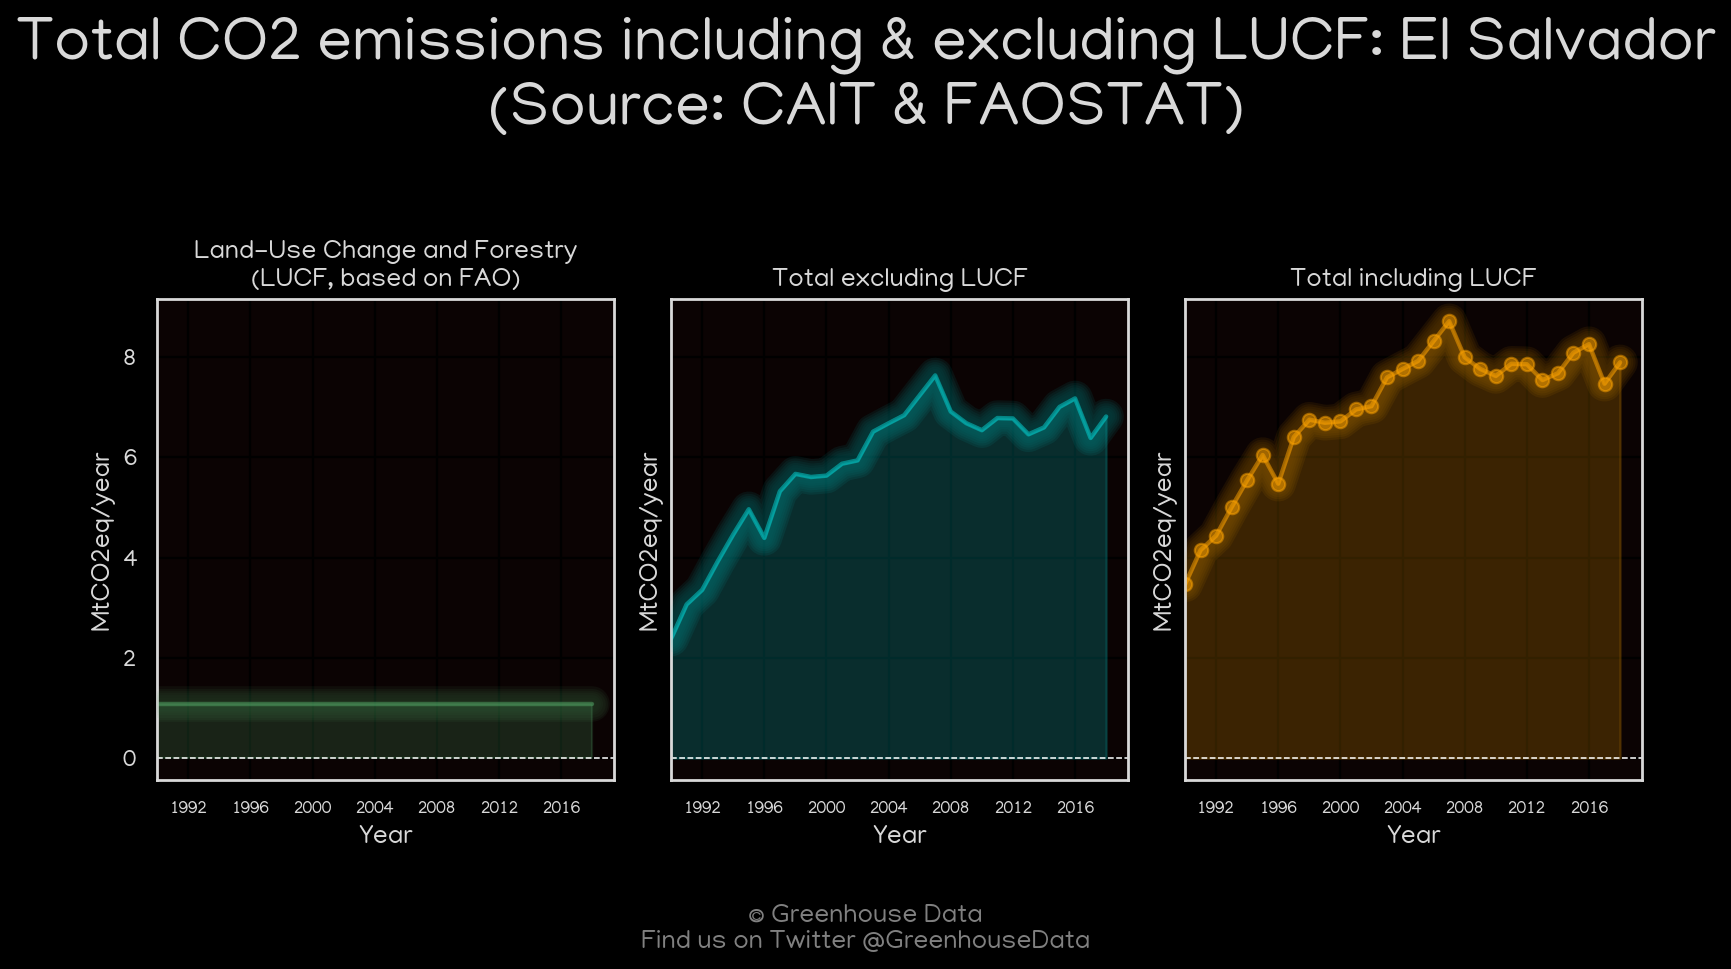 Total CO2 emissions including & excluding LUCF: El Salvador
(Source: CAIT & FAOSTAT)
Land-Use Change and Forestry
(LUCF, based on FAO)
Total excluding LUCF
Total including LUCF
MtCO2eq/year
8
6
4
2
0
1992 1996 2000 2004 2008 2012 2016
Year
MtCO2eq/year
1992 1996 2000 2004 2008 2012 2016
Year
MtCO2eq/year
1992 1996 2000 2004 2008 2012 2016
Year
© Greenhouse Data
Find us on Twitter @GreenhouseData